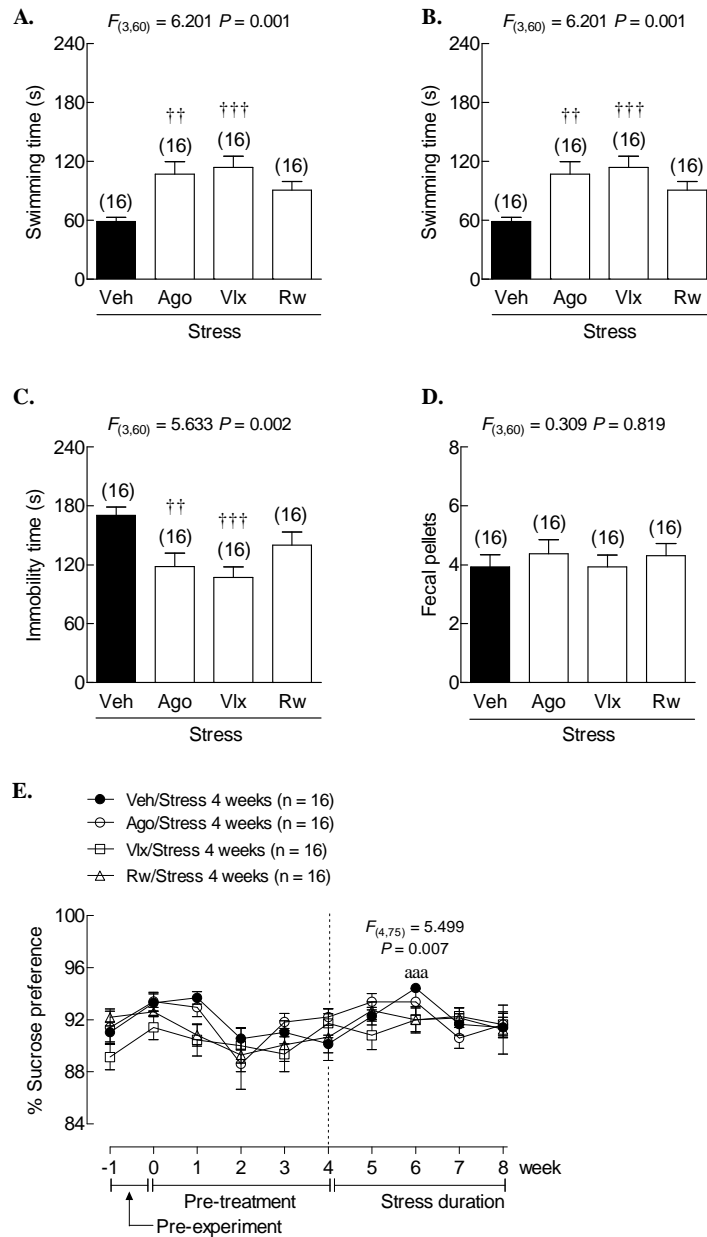 A.
F(3,60) = 6.201 P = 0.001
Swimming time (s)
240
180
120
60
0
(16)
††
(16)
†††
(16)
(16)
Veh Ago Vlx Rw
Stress
B.
F(3,60) = 6.201 P = 0.001
Swimming time (s)
240
180
120
60
0
(16)
††
(16)
†††
(16)
(16)
Veh Ago Vlx Rw
Stress
C.
F(3,60) = 5.633 P = 0.002
Immobility time (s)
240
180
120
60
0
(16)
††
(16)
†††
(16)
(16)
Veh Ago Vlx Rw
Stress
D.
F(3,60) = 0.309 P = 0.819
Fecal pellets
8
6
4
2
0
(16)
(16)
(16)
(16)
Veh Ago Vlx Rw
Stress
E.
Veh/Stress 4 weeks (n = 16)
Ago/Stress 4 weeks (n = 16)
Vlx/Stress 4 weeks (n = 16)
Rw/Stress 4 weeks (n = 16)
% Sucrose preference
100
96
92
88
84
F(4,75) = 5.499
P = 0.007
aaa
-1 0 1 2 3 4 5 6 7 8 week
Pre-treatment Stress duration
Pre-experiment